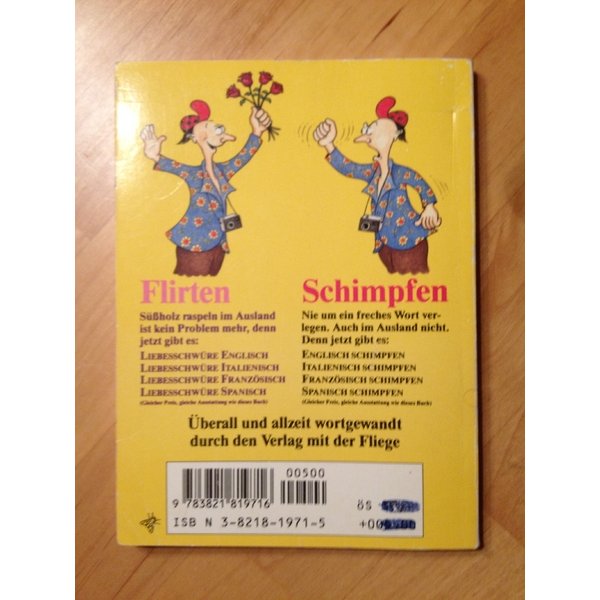 Flirten
Süßholz raspeln im Ausland
ist kein Problem mehr, denn
jetzt gibt es:
LIEBESSCHWÜRE ENGLISCH
LIEBESSCHWÜRE ITALIENISCH
LIEBESSCHWÜRE FRANZÖSISCH
LIEBESSCHWÜRE SPANISCH
(Gleicher Preis, gleiche Ausstattung wie dieses Buch)
Schimpfen
Nie um ein freches Wort ver-
legen. Auch im Ausland nicht.
Denn jetzt gibt es:
ENGLISCH SCHIMPFEN
ITALIENISCH SCHIMPFEN
FRANZÖSISCH SCHIMPFEN
SPANISCH SCHIMPFEN
(Gleicher Preis, gleiche Ausstattung wie dieses Buch)
Überall und allzeit wortgewandt
durch den Verlag mit der Fliege
00500
9 783821 819716
ÖS
ISBN 3-8218-1971-5